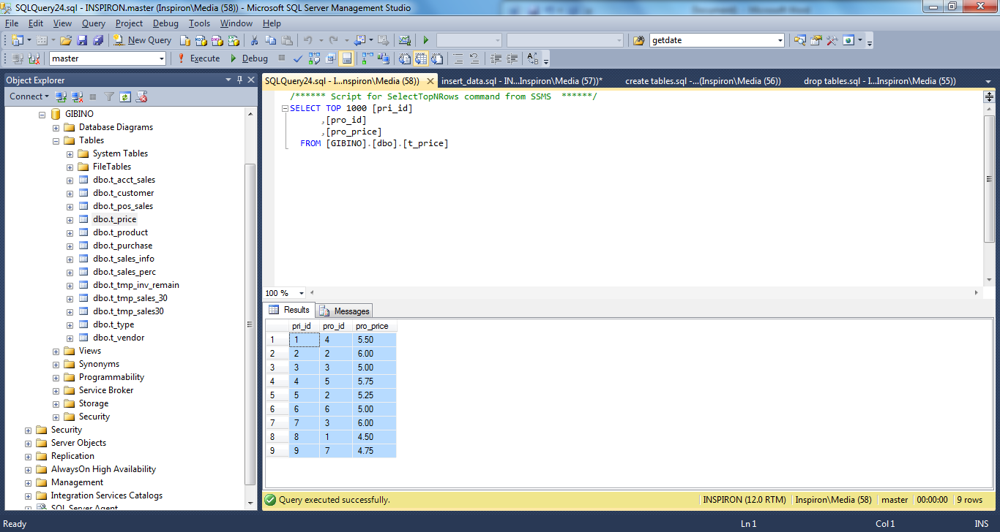 SQLQuery24.sql - INSPIRON.master (Inspiron\Media (58)) - Microsoft SQL Server Management Studio
File Edit View Query Project Debug Tools Window Help
New Query getdate
master Execute Debug
Object Explorer
Connect
GIBINO
Database Diagrams
Tables
System Tables
FileTables
dbo.t_acct_sales
dbo.t_customer
dbo.t_pos_sales
dbo.t_price
dbo.t_product
dbo.t_purchase
dbo.t_sales_info
dbo.t_sales_perc
dbo.t_tmp_inv_remain
dbo.t_tmp_sales_30
dbo.t_tmp_sales30
dbo.t_type
dbo.t_vendor
Views
Synonyms
Programmability
Service Broker
Storage
Security
Security
Server Objects
Replication
AlwaysOn High Availability
Management
Integration Services Catalogs
SQL Server Agent
SQLQuery24.sql - I...nspiron\Media (58)) insert_data.sql - IN...Inspiron\Media (57))* create tables.sql -...(Inspiron\Media (56)) drop tables.sql - I...Inspiron\Media (55))
/****** Script for SelectTopNRows command from SSMS ******/
SELECT TOP 1000 [pri_id]
,[pro_id]
,[pro_price]
FROM [GIBINO].[dbo].[t_price]
100 %
Results Messages
pri_id pro_id pro_price
1 1 4 5.50
2 2 2 6.00
3 3 3 5.00
4 4 5 5.75
5 5 2 5.25
6 6 6 5.00
7 7 3 6.00
8 8 1 4.50
9 9 7 4.75
Query executed successfully. INSPIRON (12.0 RTM) Inspiron\Media (58) master 00:00:00 9 rows
Ready Ln 1 Col 1 INS